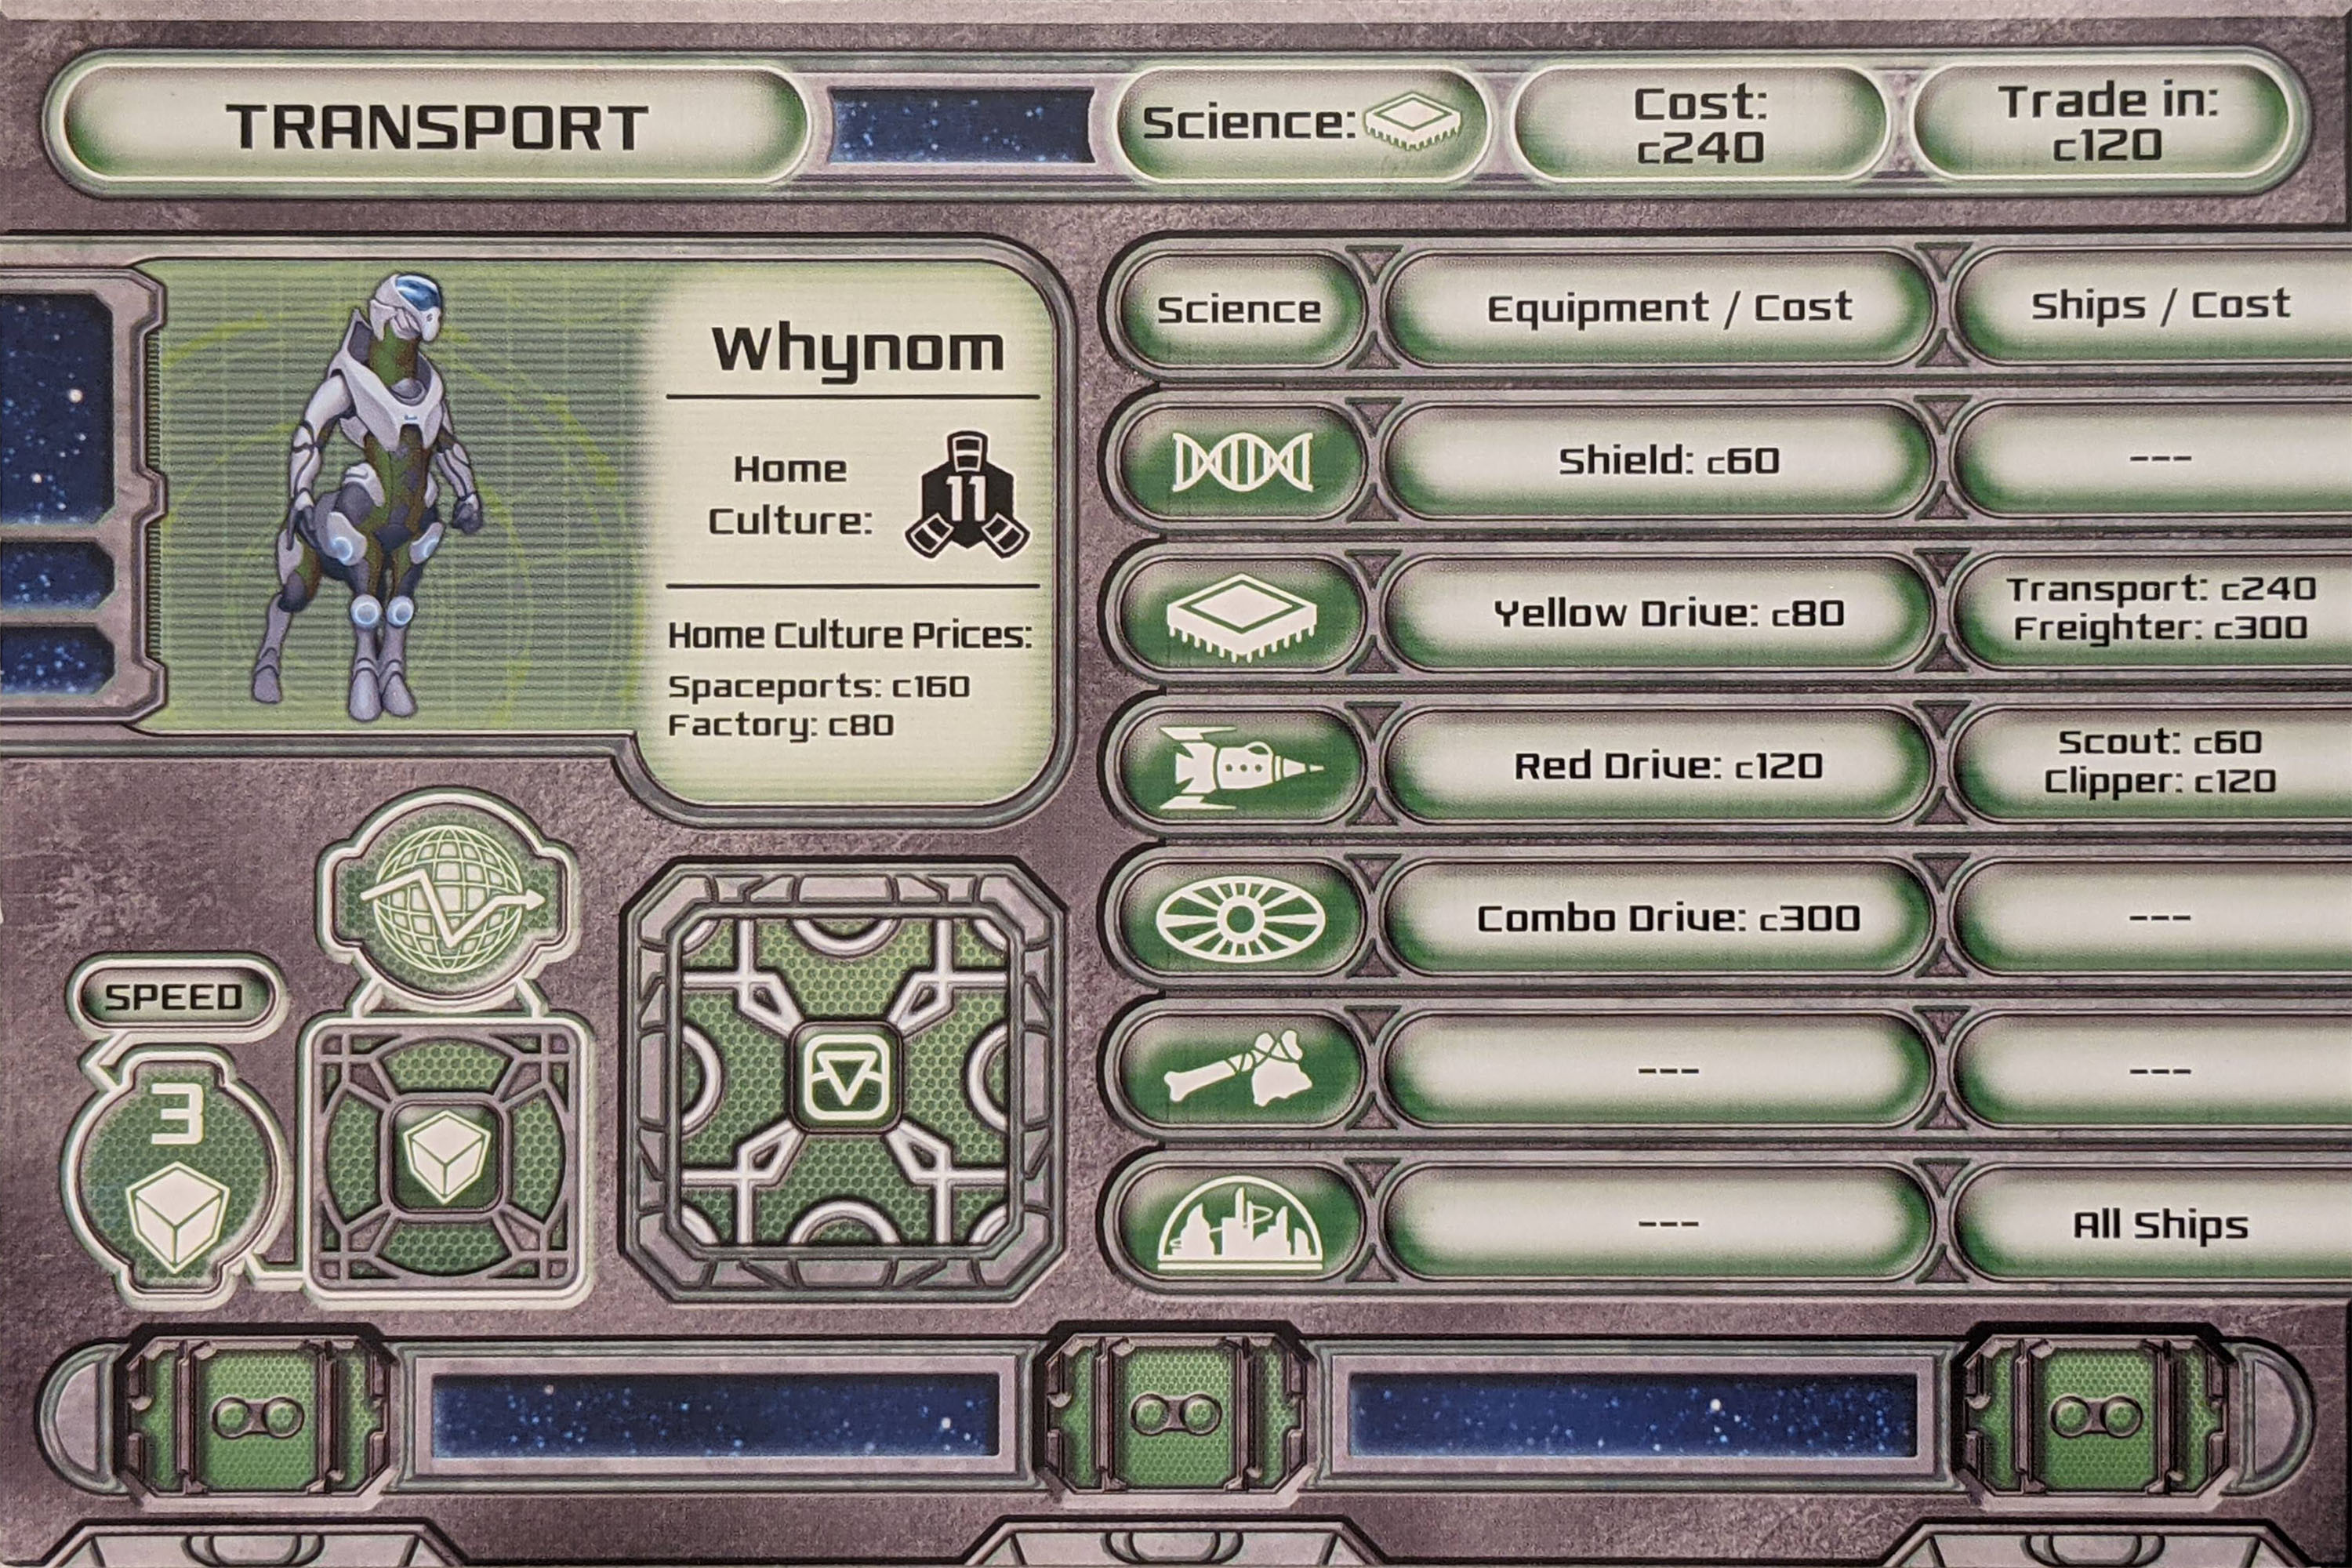 TRANSPORT
Science:
Cost:
c240
Trade in:
c120
Whynom
Home
Culture:
11
Home Culture Prices:
Spaceports: c160
Factory: c80
SPEED
3
Science
Equipment / Cost
Ships / Cost
Shield: c60
---
Yellow Drive: c80
Transport: c240
Freighter: c300
Red Drive: c120
Scout: c60
Clipper: c120
Combo Drive: c300
---
---
---
---
All Ships